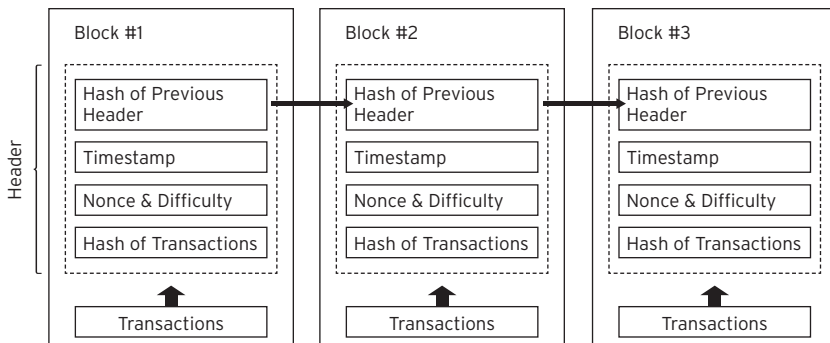 Block #1
Block #2
Block #3
Header
Hash of Previous
Header
Timestamp
Nonce & Difficulty
Hash of Transactions
Transactions
Hash of Previous
Header
Timestamp
Nonce & Difficulty
Hash of Transactions
Transactions
Hash of Previous
Header
Timestamp
Nonce & Difficulty
Hash of Transactions
Transactions